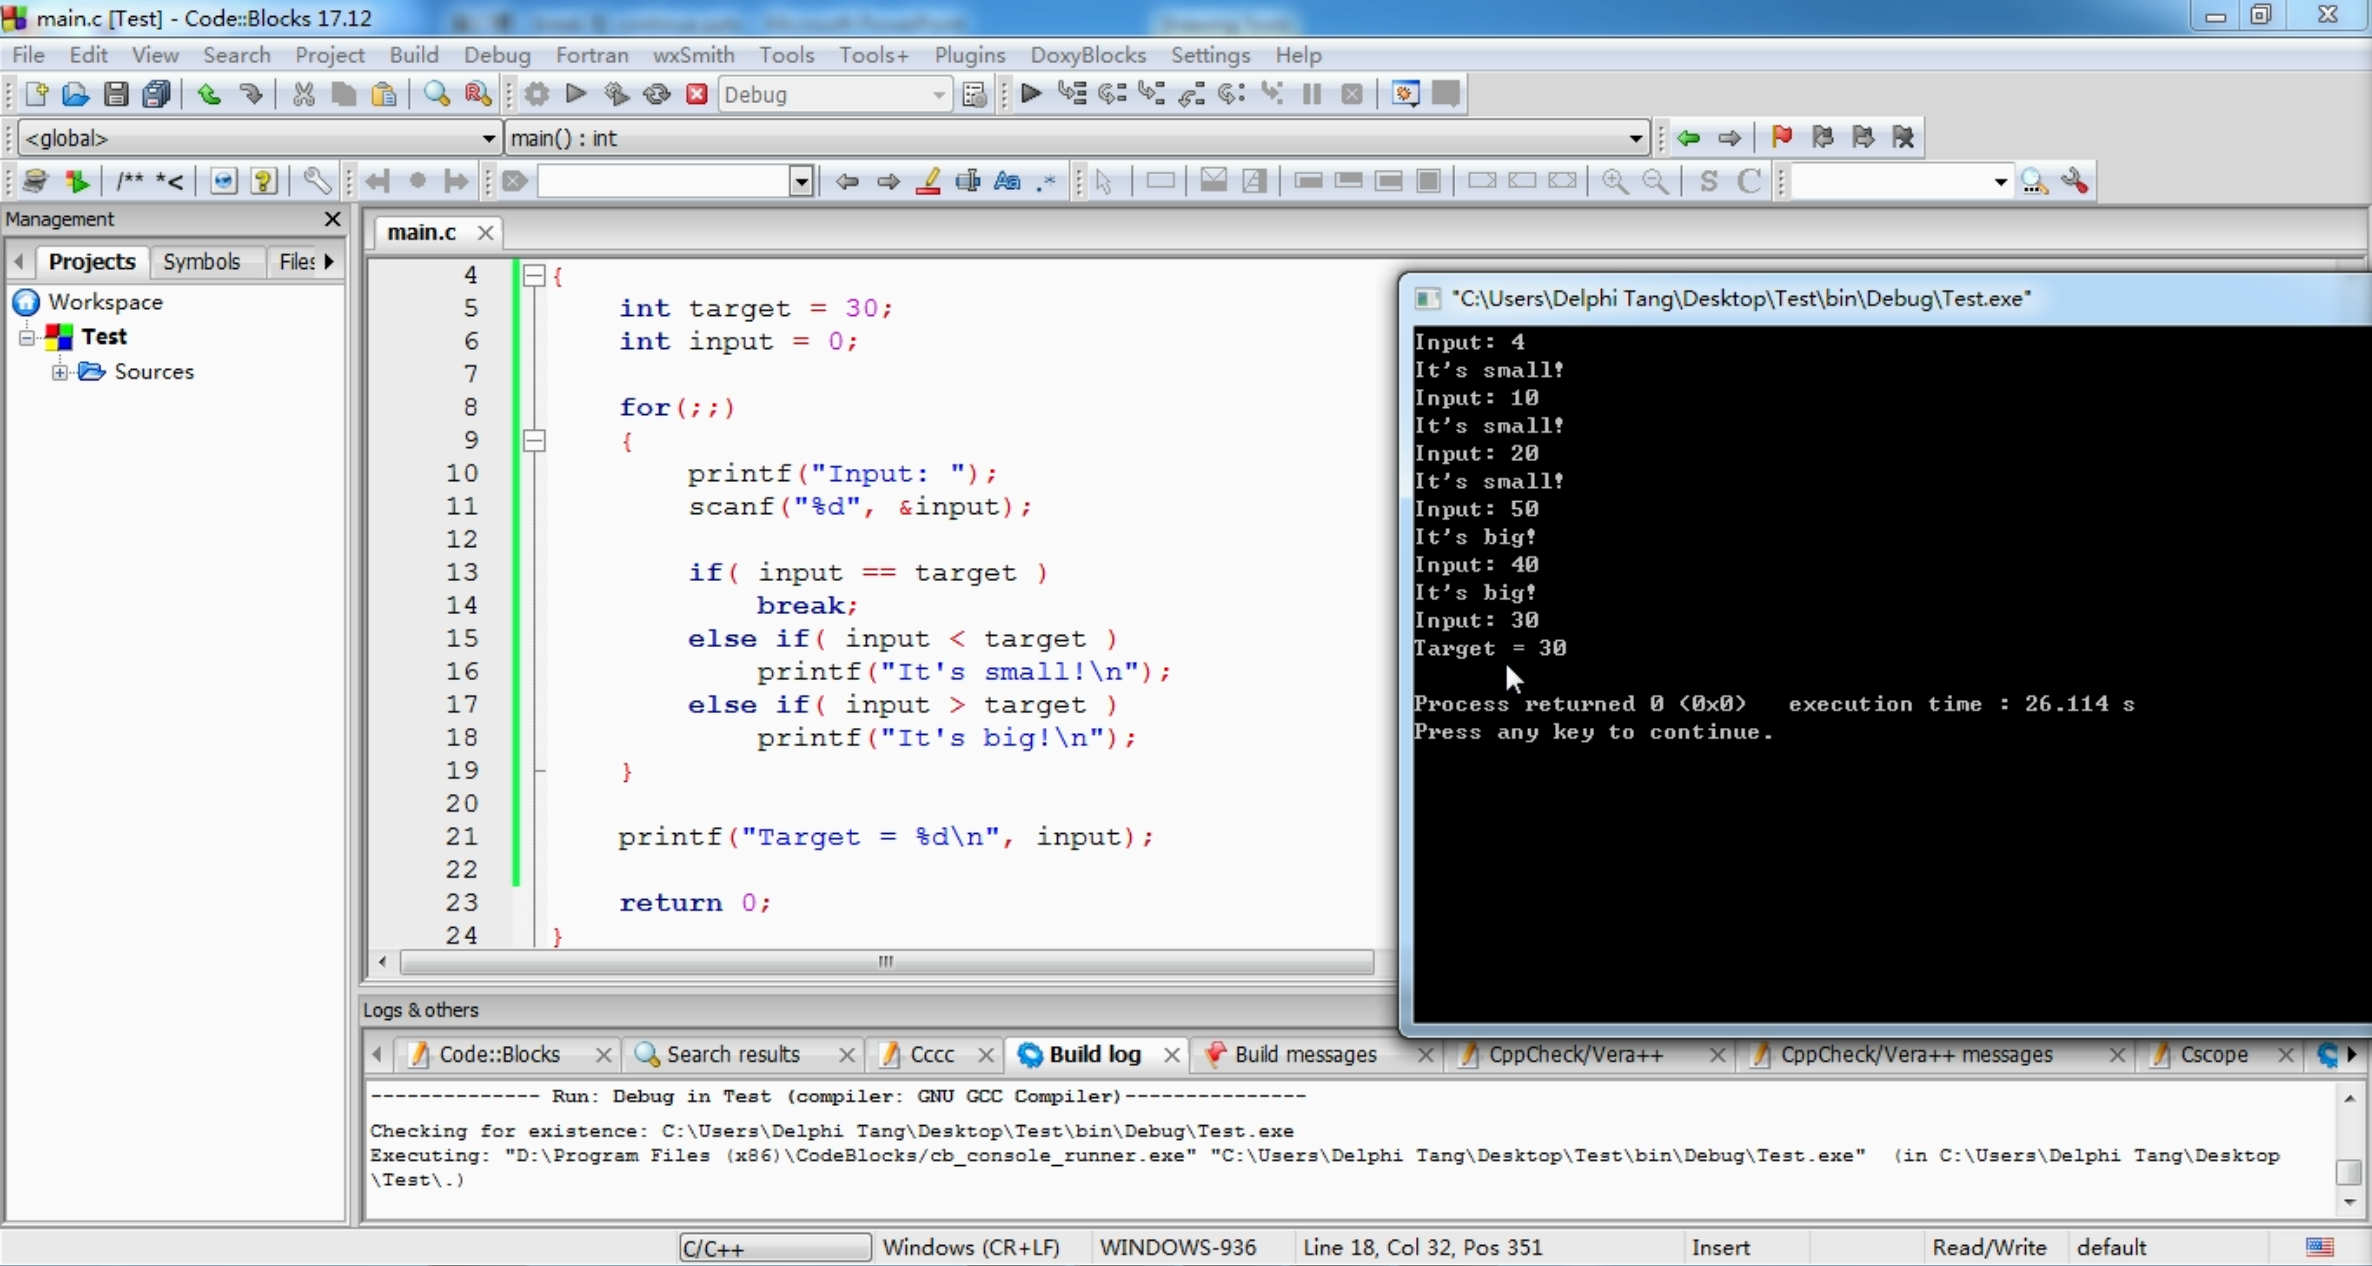 main.c [Test] - Code::Blocks 17.12
File Edit View Search Project Build Debug Fortran wxSmith Tools Tools+ Plugins DoxyBlocks Settings Help
Debug
<global> main() : int
/** *<
S C
Management
main.c
Projects Symbols Files
Workspace
Test
Sources
4 {
5 int target = 30;
6 int input = 0;
7
8 for(;;)
9 {
10 printf("Input: ");
11 scanf("%d", &input);
12
13 if( input == target )
14 break;
15 else if( input < target )
16 printf("It's small!\n");
17 else if( input > target )
18 printf("It's big!\n");
19 }
20
21 printf("Target = %d\n", input);
22
23 return 0;
24 }
"C:\Users\Delphi Tang\Desktop\Test\bin\Debug\Test.exe"
Input: 4
It's small!
Input: 10
It's small!
Input: 20
It's small!
Input: 50
It's big!
Input: 40
It's big!
Input: 30
Target = 30
Process returned 0 (0x0) execution time : 26.114 s
Press any key to continue.
Logs & others
Code::Blocks Search results Cccc Build log Build messages CppCheck/Vera++ CppCheck/Vera++ messages Cscope
-------------- Run: Debug in Test (compiler: GNU GCC Compiler)---------------
Checking for existence: C:\Users\Delphi Tang\Desktop\Test\bin\Debug\Test.exe
Executing: "D:\Program Files (x86)\CodeBlocks/cb_console_runner.exe" "C:\Users\Delphi Tang\Desktop\Test\bin\Debug\Test.exe" (in C:\Users\Delphi Tang\Desktop
\Test\.)
C/C++ Windows (CR+LF) WINDOWS-936 Line 18, Col 32, Pos 351 Insert Read/Write default